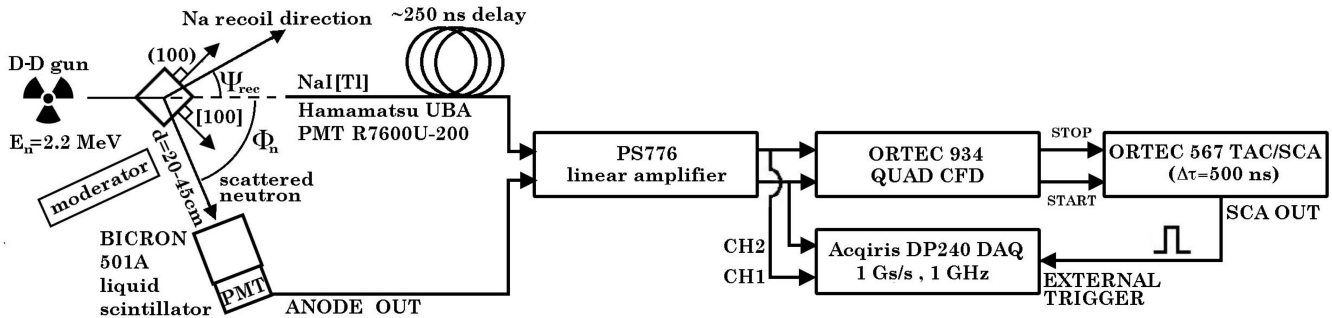 Na recoil direction
~250 ns delay
(100)
D-D gun
Ψrec
NaI[Tl]
[100]
Hamamatsu UBA
PMT R7600U-200
En=2.2 MeV
Φn
d=20-45cm
moderator
scattered
neutron
BICRON
501A
liquid
scintillator
PMT
ANODE OUT
PS776
linear amplifier
ORTEC 934
QUAD CFD
STOP
START
ORTEC 567 TAC/SCA
(Δτ=500 ns)
SCA OUT
CH2
CH1
Acqiris DP240 DAQ
1 Gs/s , 1 GHz
EXTERNAL
TRIGGER